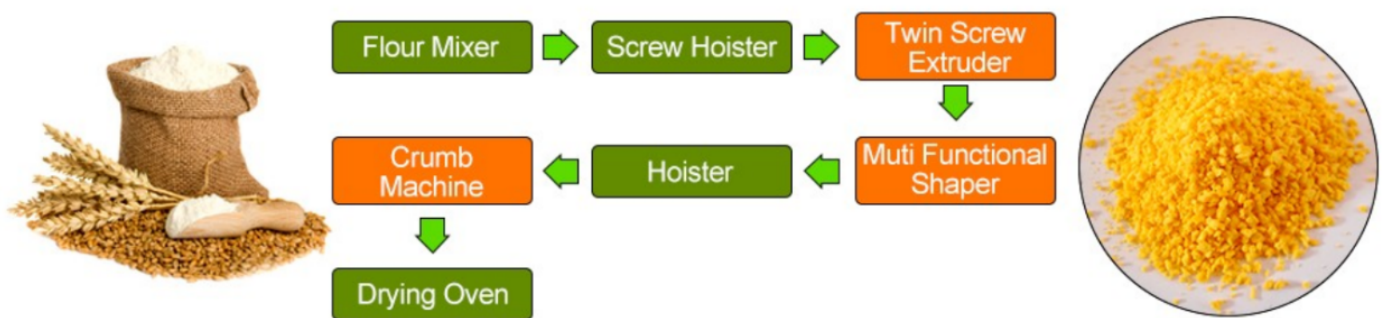 Flour Mixer
Screw Hoister
Twin Screw
Extruder
Muti Functional
Shaper
Hoister
Crumb
Machine
Drying Oven